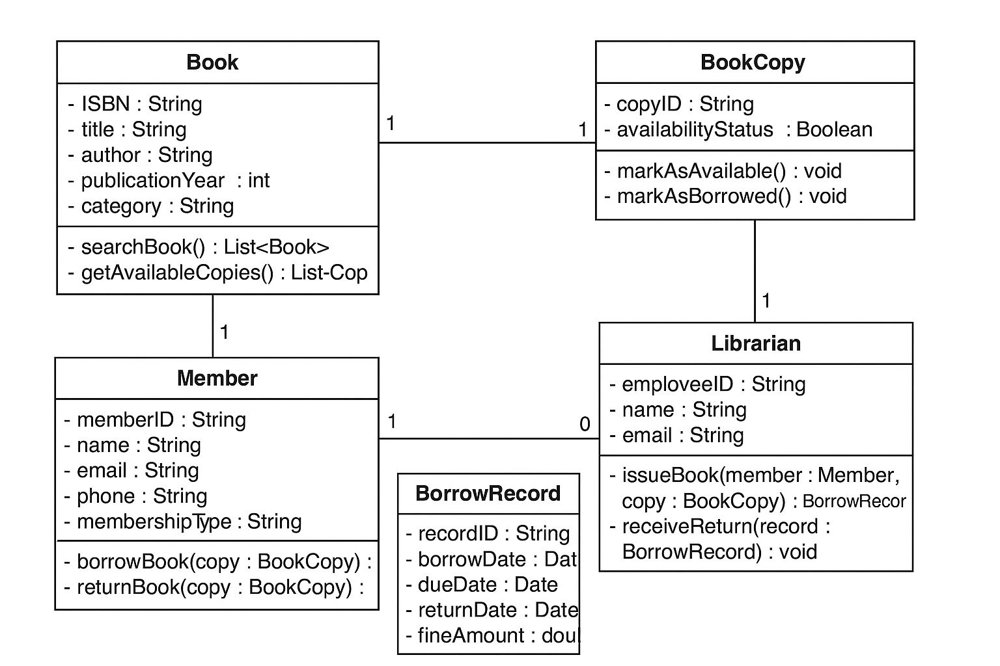 Book
- ISBN : String
- title : String
- author : String
- publicationYear : int
- category : String
- searchBook() : List<Book>
- getAvailableCopies() : List-Cop
1
1
BookCopy
- copyID : String
- availabilityStatus : Boolean
- markAsAvailable() : void
- markAsBorrowed() : void
1
1
Member
- memberID : String
- name : String
- email : String
- phone : String
- membershipType : String
- borrowBook(copy : BookCopy) :
- returnBook(copy : BookCopy) :
1
0
Librarian
- emploveeID : String
- name : String
- email : String
- issueBook(member : Member,
copy : BookCopy) : BorrowRecor
- receiveReturn(record :
BorrowRecord) : void
BorrowRecord
- recordID : String
- borrowDate : Dat
- dueDate : Date
- returnDate : Date
- fineAmount : doul